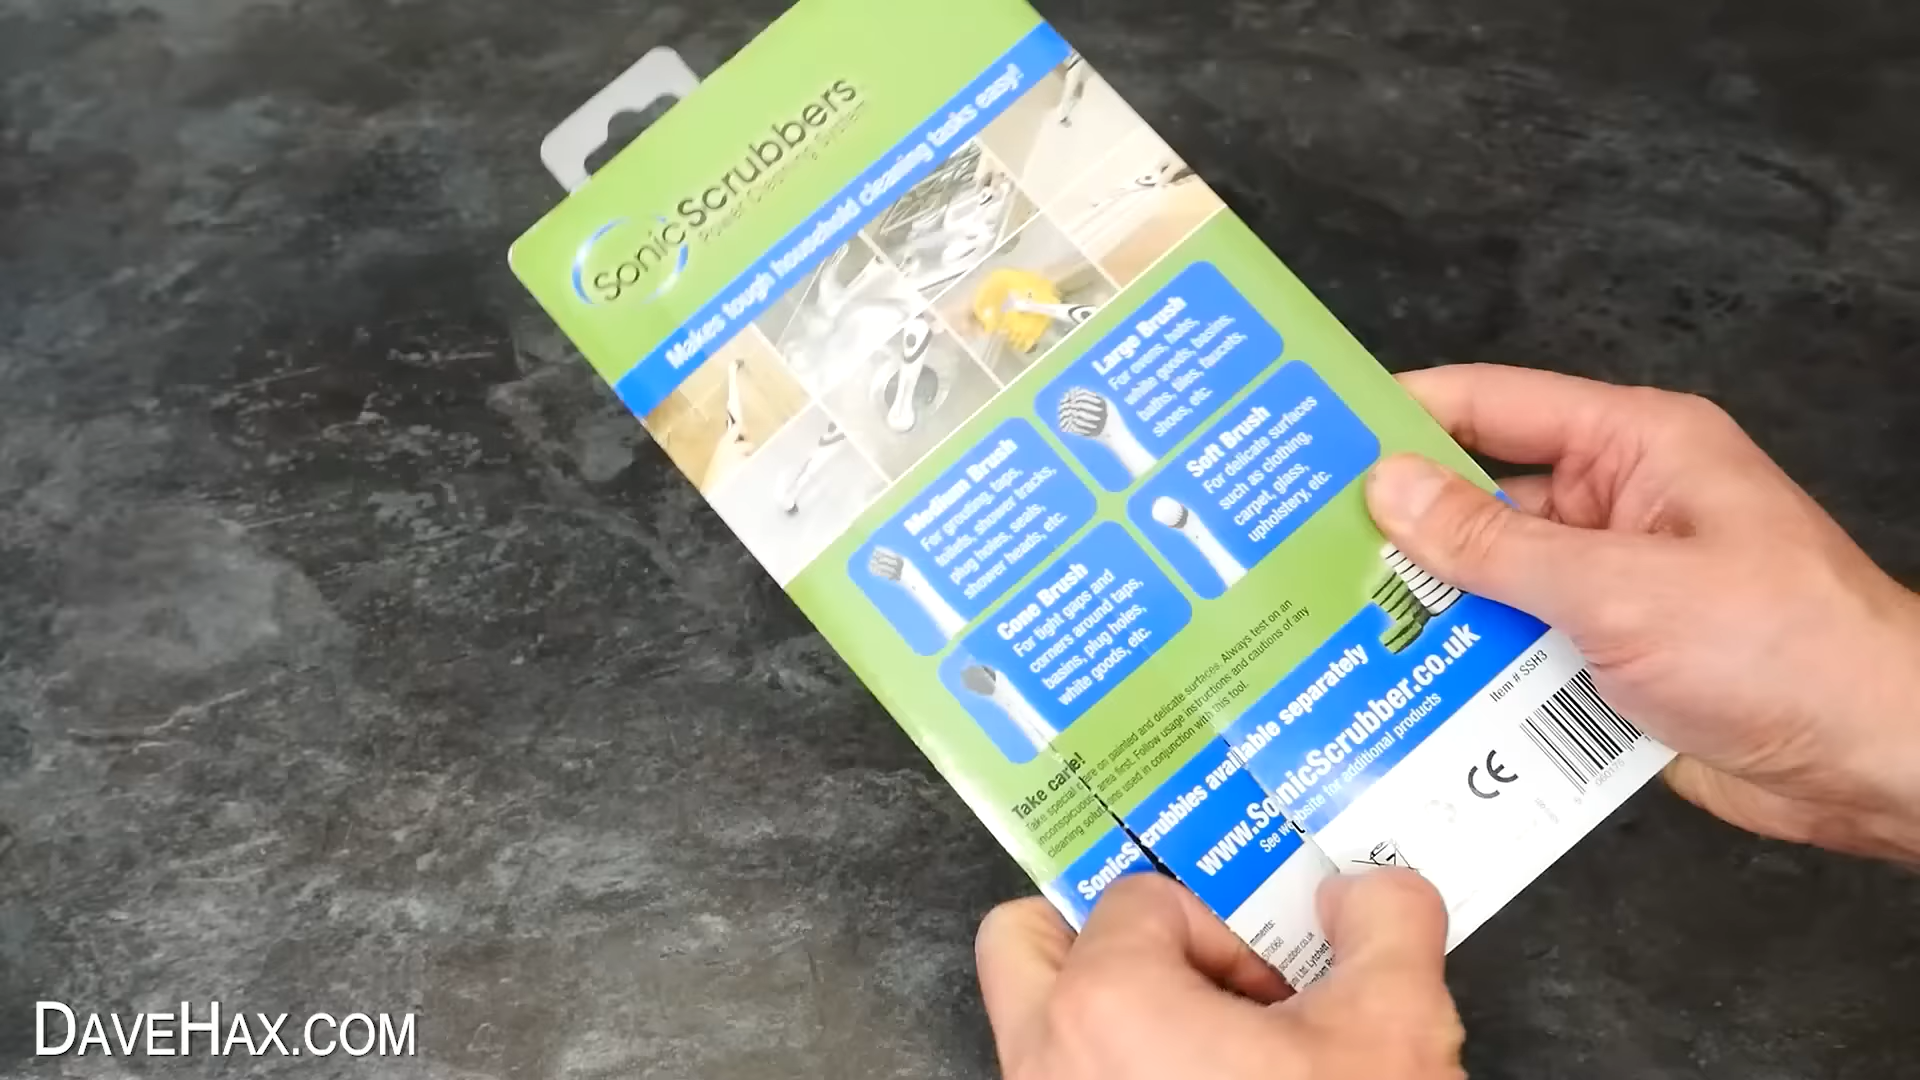 SonicScrubbers
Power Cleaning System
Makes tough household cleaning tasks easy!
Large Brush
For ovens, hobs,
white goods, basins,
baths, tiles, faucets,
shoes, etc.
Medium Brush
For grouting, taps,
toilets, shower tracks,
plug holes, seals,
shower heads, etc.
Soft Brush
For delicate surfaces
such as clothing,
carpet, glass,
upholstery, etc.
Cone Brush
For tight gaps and
corners around taps,
basins, plug holes,
white goods, etc.
Take care!
Take special care on painted and delicate surfaces. Always test on an
inconspicuous area first. Follow usage instructions and cautions of any
cleaning solutions used in conjunction with this tool.
SonicScrubbles available separately
www.SonicScrubber.co.uk
See website for additional products
Item # SSH3
CE
DAVEHAX.COM